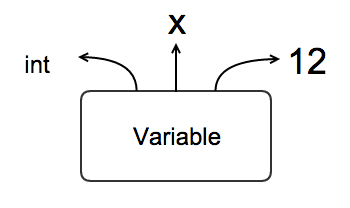 x
int
12
Variable